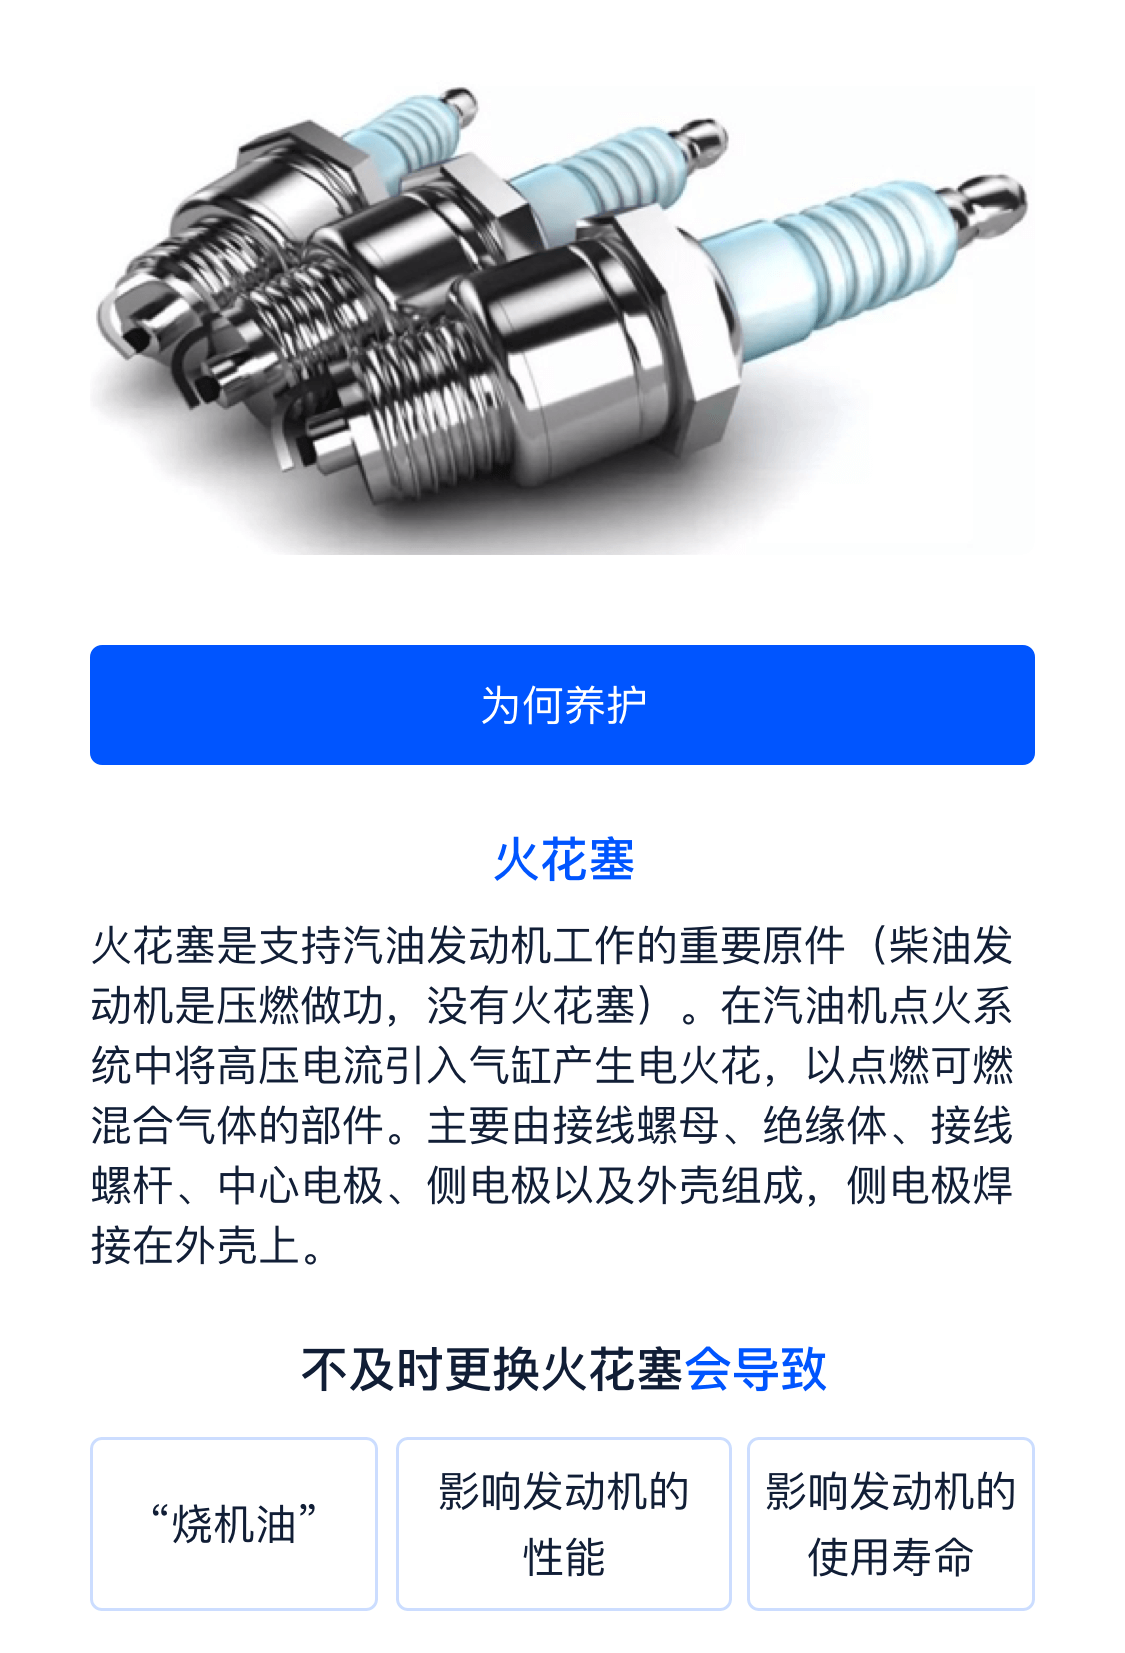 为何养护
火花塞
火花塞是支持汽油发动机工作的重要原件（柴油发
动机是压燃做功，没有火花塞）。在汽油机点火系
统中将高压电流引入气缸产生电火花，以点燃可燃
混合气体的部件。主要由接线螺母、绝缘体、接线
螺杆、中心电极、侧电极以及外壳组成，侧电极焊
接在外壳上。
不及时更换火花塞会导致
“烧机油”
影响发动机的
性能
影响发动机的
使用寿命